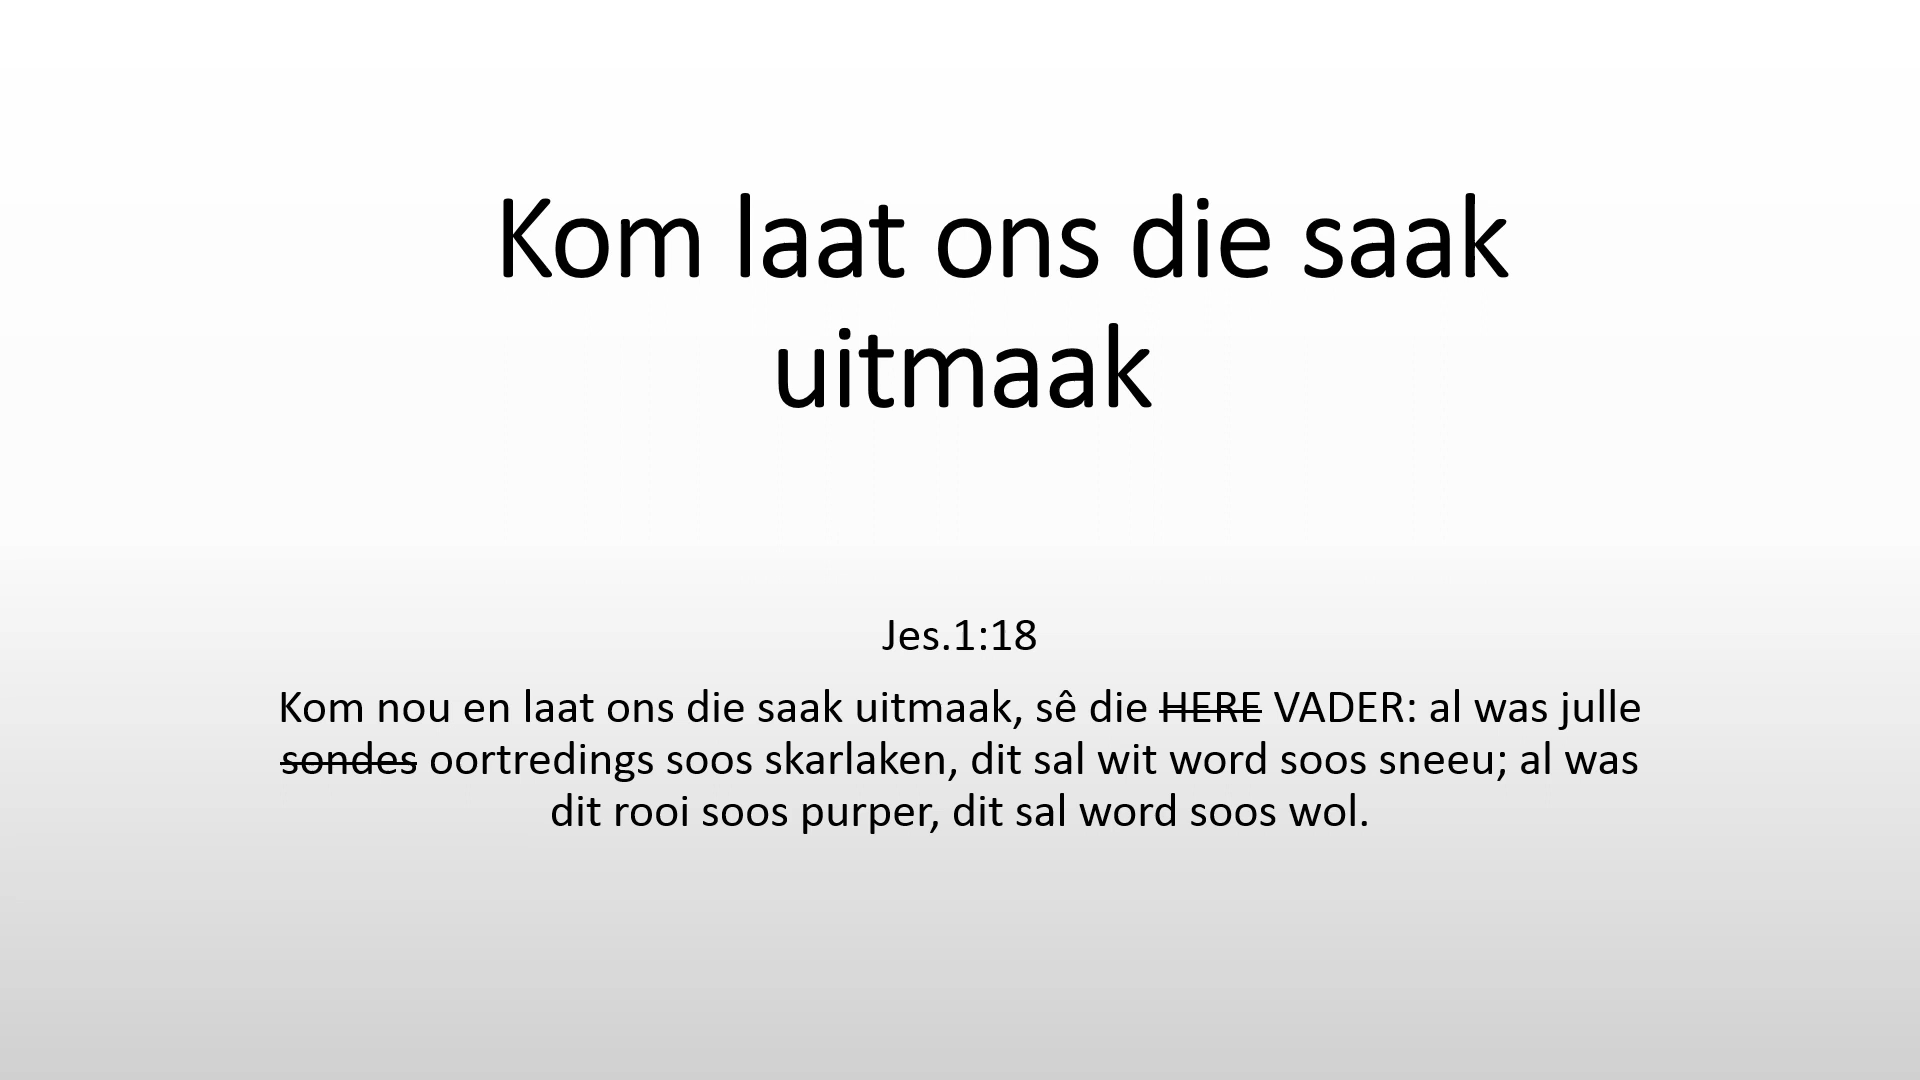 Kom laat ons die saak
uitmaak
Jes.1:18
Kom nou en laat ons die saak uitmaak, sê die HERE VADER: al was julle
sondes oortredings soos skarlaken, dit sal wit word soos sneeu; al was
dit rooi soos purper, dit sal word soos wol.